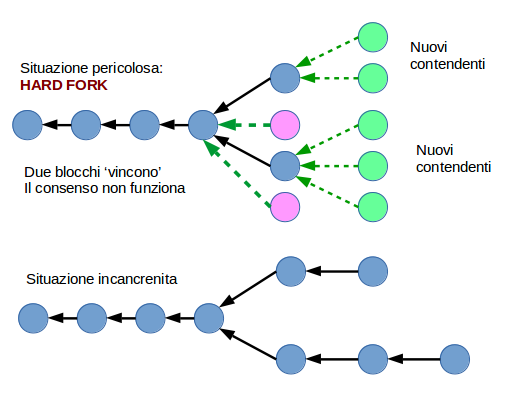 Situazione pericolosa:
HARD FORK
Nuovi
contendenti
Due blocchi ‘vincono’
Il consenso non funziona
Nuovi
contendenti
Situazione incancrenita